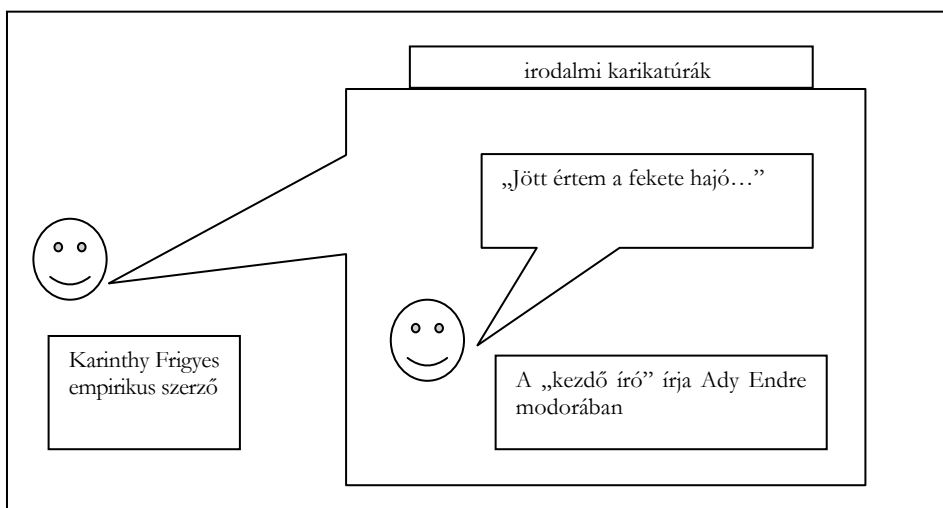 irodalmi karikatúrák
„Jött értem a fekete hajó…”
Karinthy Frigyes
empirikus szerző
A „kezdő író” írja Ady Endre
modorában